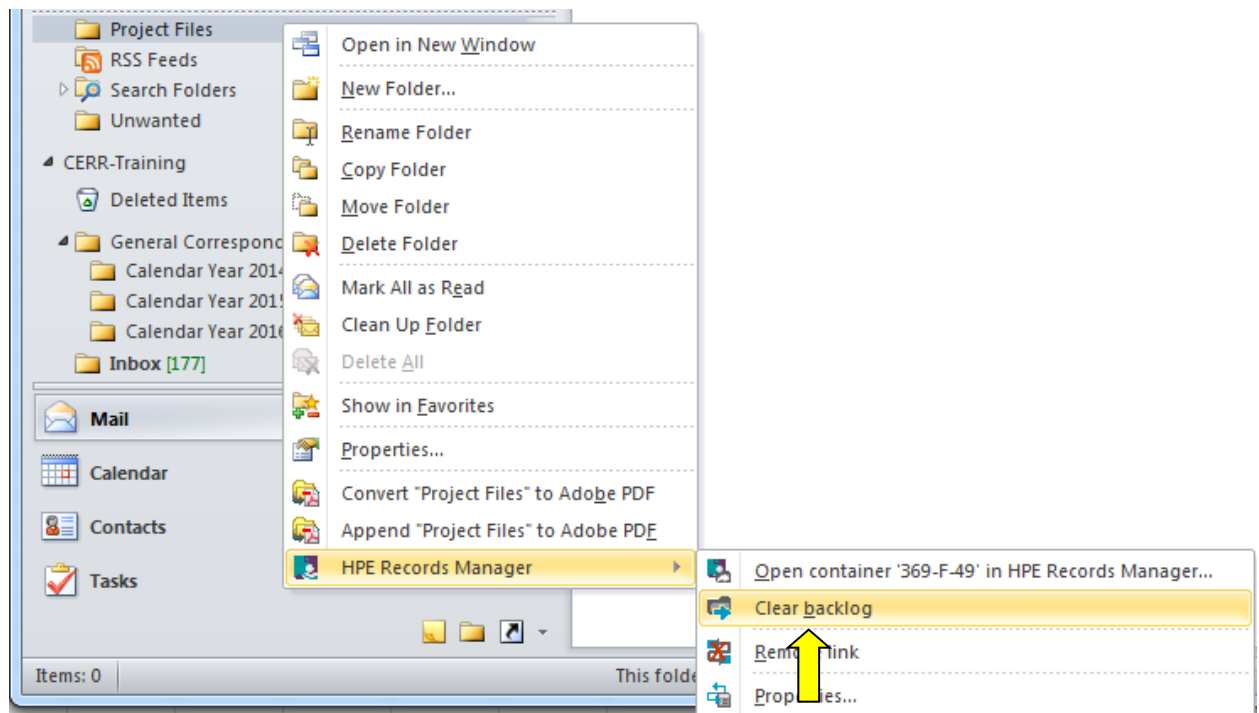 Project Files
RSS Feeds
Search Folders
Unwanted
CERR-Training
Deleted Items
General Correspond
Calendar Year 2014
Calendar Year 2015
Calendar Year 2016
Inbox [177]
Mail
Calendar
Contacts
Tasks
Items: 0
This folde
Open in New Window
New Folder...
Rename Folder
Copy Folder
Move Folder
Delete Folder
Mark All as Read
Clean Up Folder
Delete All
Show in Favorites
Properties...
Convert "Project Files" to Adobe PDF
Append "Project Files" to Adobe PDF
HPE Records Manager
Open container '369-F-49' in HPE Records Manager...
Clear backlog
Remove link
Properties...